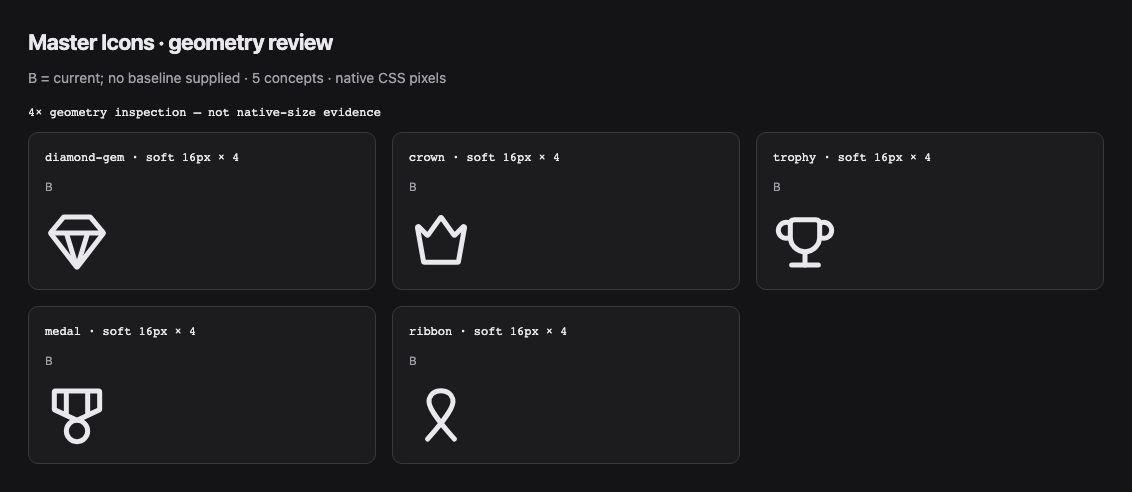 Master Icons · geometry review
B = current; no baseline supplied · 5 concepts · native CSS pixels
4× geometry inspection — not native-size evidence
diamond-gem · soft 16px × 4
B
crown · soft 16px × 4
B
trophy · soft 16px × 4
B
medal · soft 16px × 4
B
ribbon · soft 16px × 4
B